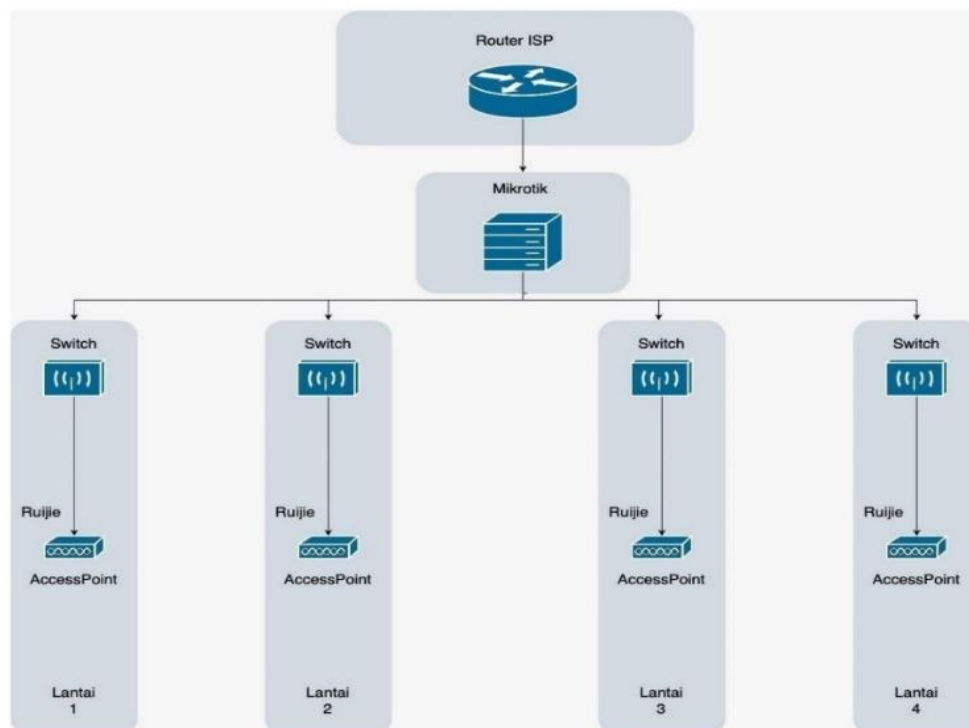 Router ISP
Mikrotik
Switch
Switch
Switch
Switch
Ruijie
Ruijie
Ruijie
Ruijie
AccessPoint
AccessPoint
AccessPoint
AccessPoint
Lantai
1
Lantai
2
Lantai
3
Lantai
4